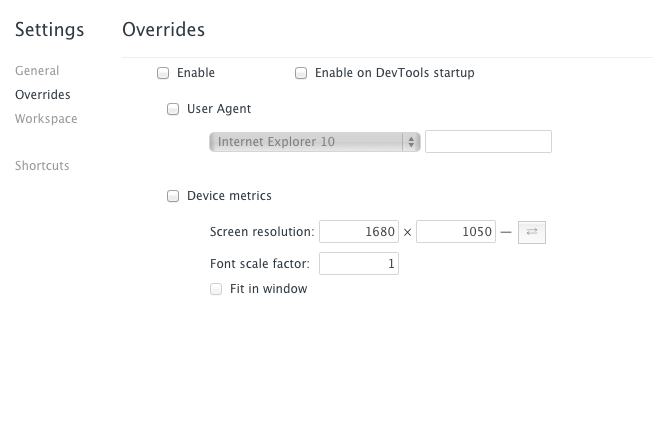 Settings
Overrides
General
Overrides
Workspace
Shortcuts
Enable
Enable on DevTools startup
User Agent
Internet Explorer 10
Device metrics
Screen resolution: 1680 × 1050 —
Font scale factor: 1
Fit in window